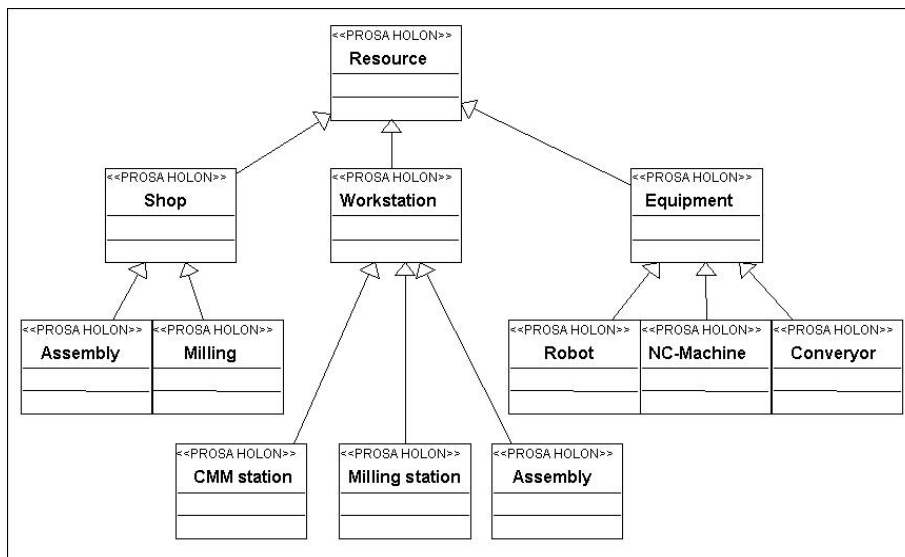 <<PROSA HOLON>>
Resource
<<PROSA HOLON>>
Shop
<<PROSA HOLON>>
Workstation
<<PROSA HOLON>>
Equipment
<<PROSA HOLON>>
Assembly
<<PROSA HOLON>>
Milling
<<PROSA HOLON>>
Robot
<<PROSA HOLON>>
NC-Machine
<<PROSA HOLON>>
Converyor
<<PROSA HOLON>>
CMM station
<<PROSA HOLON>>
Milling station
<<PROSA HOLON>>
Assembly